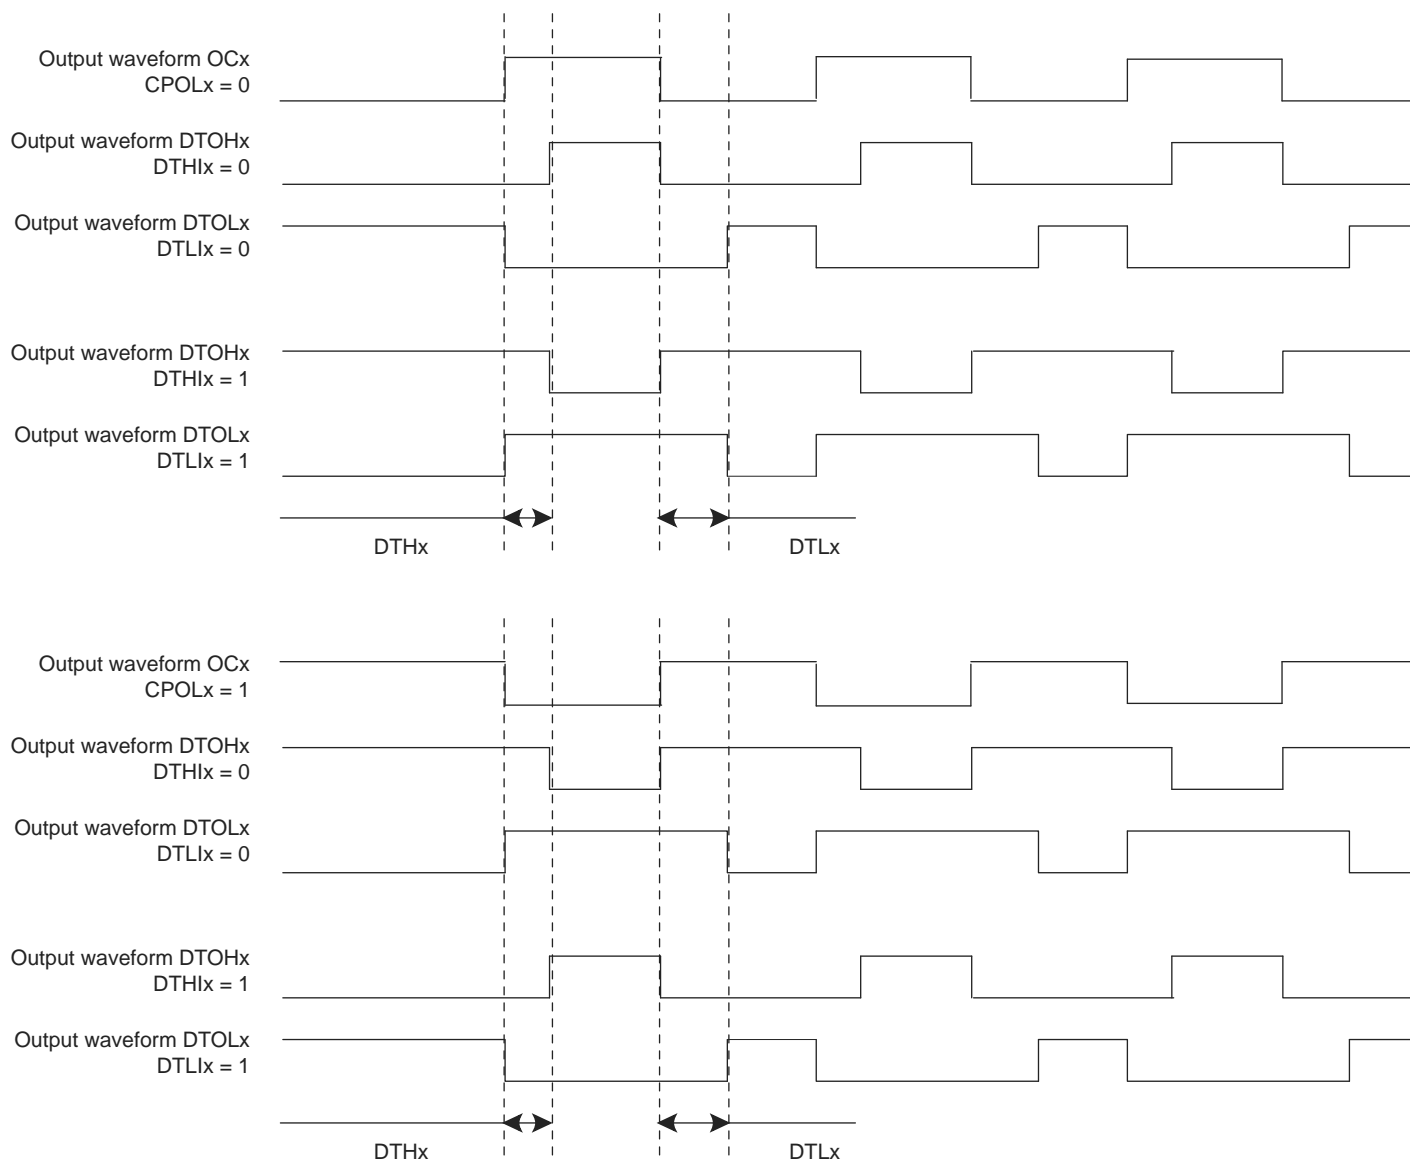 Output waveform OCx
CPOLx = 0
Output waveform DTOHx
DTHIx = 0
Output waveform DTOLx
DTLIx = 0
Output waveform DTOHx
DTHIx = 1
Output waveform DTOLx
DTLIx = 1
DTHx DTLx
Output waveform OCx
CPOLx = 1
Output waveform DTOHx
DTHIx = 0
Output waveform DTOLx
DTLIx = 0
Output waveform DTOHx
DTHIx = 1
Output waveform DTOLx
DTLIx = 1
DTHx DTLx